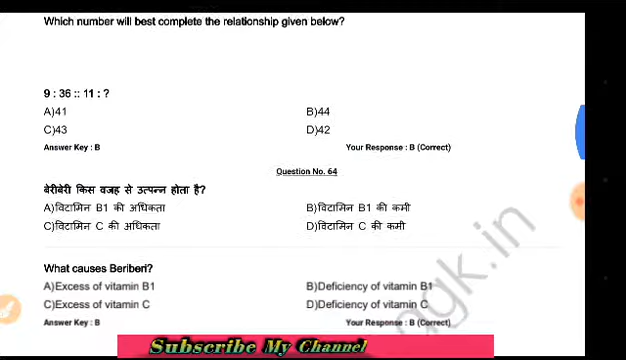 Which number will best complete the relationship given below?
9 : 36 :: 11 : ?
A)41 B)44
C)43 D)42
Answer Key : B Your Response : B (Correct)
Question No. 64
बेरीबेरी किस वजह से उत्पन्न होता है?
A)विटामिन B1 की अधिकता B)विटामिन B1 की कमी
C)विटामिन C की अधिकता D)विटामिन C की कमी
What causes Beriberi?
A)Excess of vitamin B1 B)Deficiency of vitamin B1
C)Excess of vitamin C D)Deficiency of vitamin C
Answer Key : B Your Response : B (Correct)
Subscribe My Channel